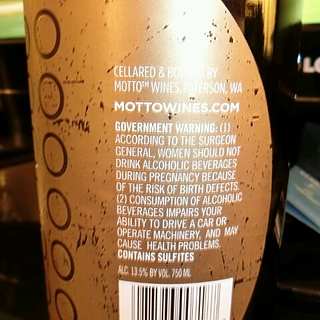 CELLARED & BOTTLED BY
MOTTO™ WINES, PATERSON, WA
MOTTOWINES.COM
GOVERNMENT WARNING: (1)
ACCORDING TO THE SURGEON
GENERAL, WOMEN SHOULD NOT
DRINK ALCOHOLIC BEVERAGES
DURING PREGNANCY BECAUSE
OF THE RISK OF BIRTH DEFECTS.
(2) CONSUMPTION OF ALCOHOLIC
BEVERAGES IMPAIRS YOUR
ABILITY TO DRIVE A CAR OR
OPERATE MACHINERY, AND MAY
CAUSE HEALTH PROBLEMS.
CONTAINS SULFITES
ALC. 13.5% BY VOL. 750 ML